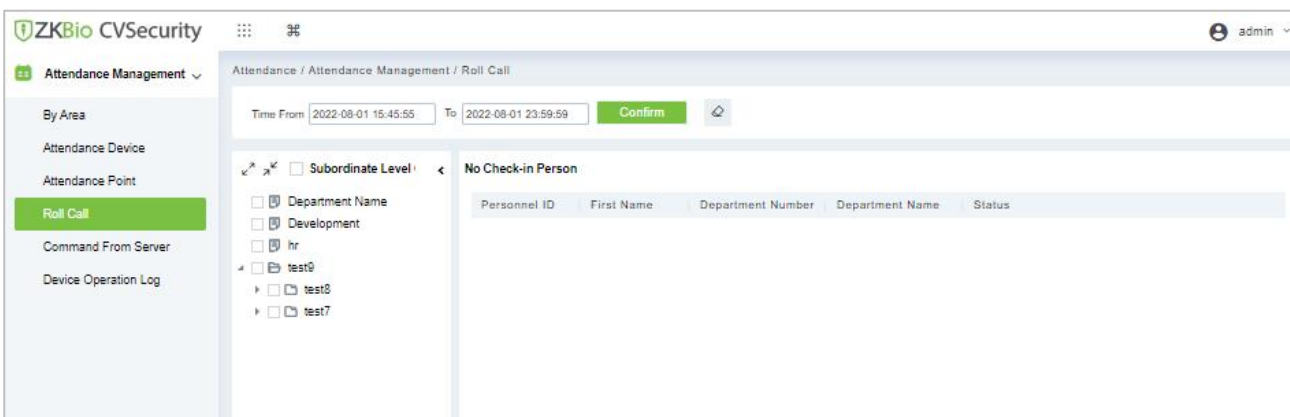 ZKBio CVSecurity
admin
Attendance Management
By Area
Attendance Device
Attendance Point
Roll Call
Command From Server
Device Operation Log
Attendance / Attendance Management / Roll Call
Time From 2022-08-01 15:45:55 To 2022-08-01 23:59:59 Confirm
Subordinate Level
Department Name
Development
hr
test9
test8
test7
No Check-in Person
Personnel ID First Name Department Number Department Name Status